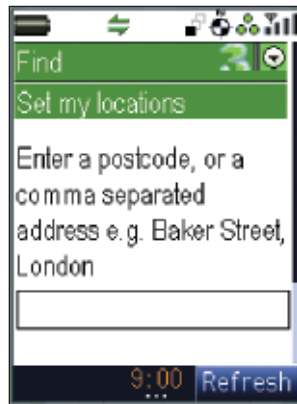 Find
Set my locations
Enter a postcode, or a
comma separated
address e.g. Baker Street,
London
9:00 Refresh